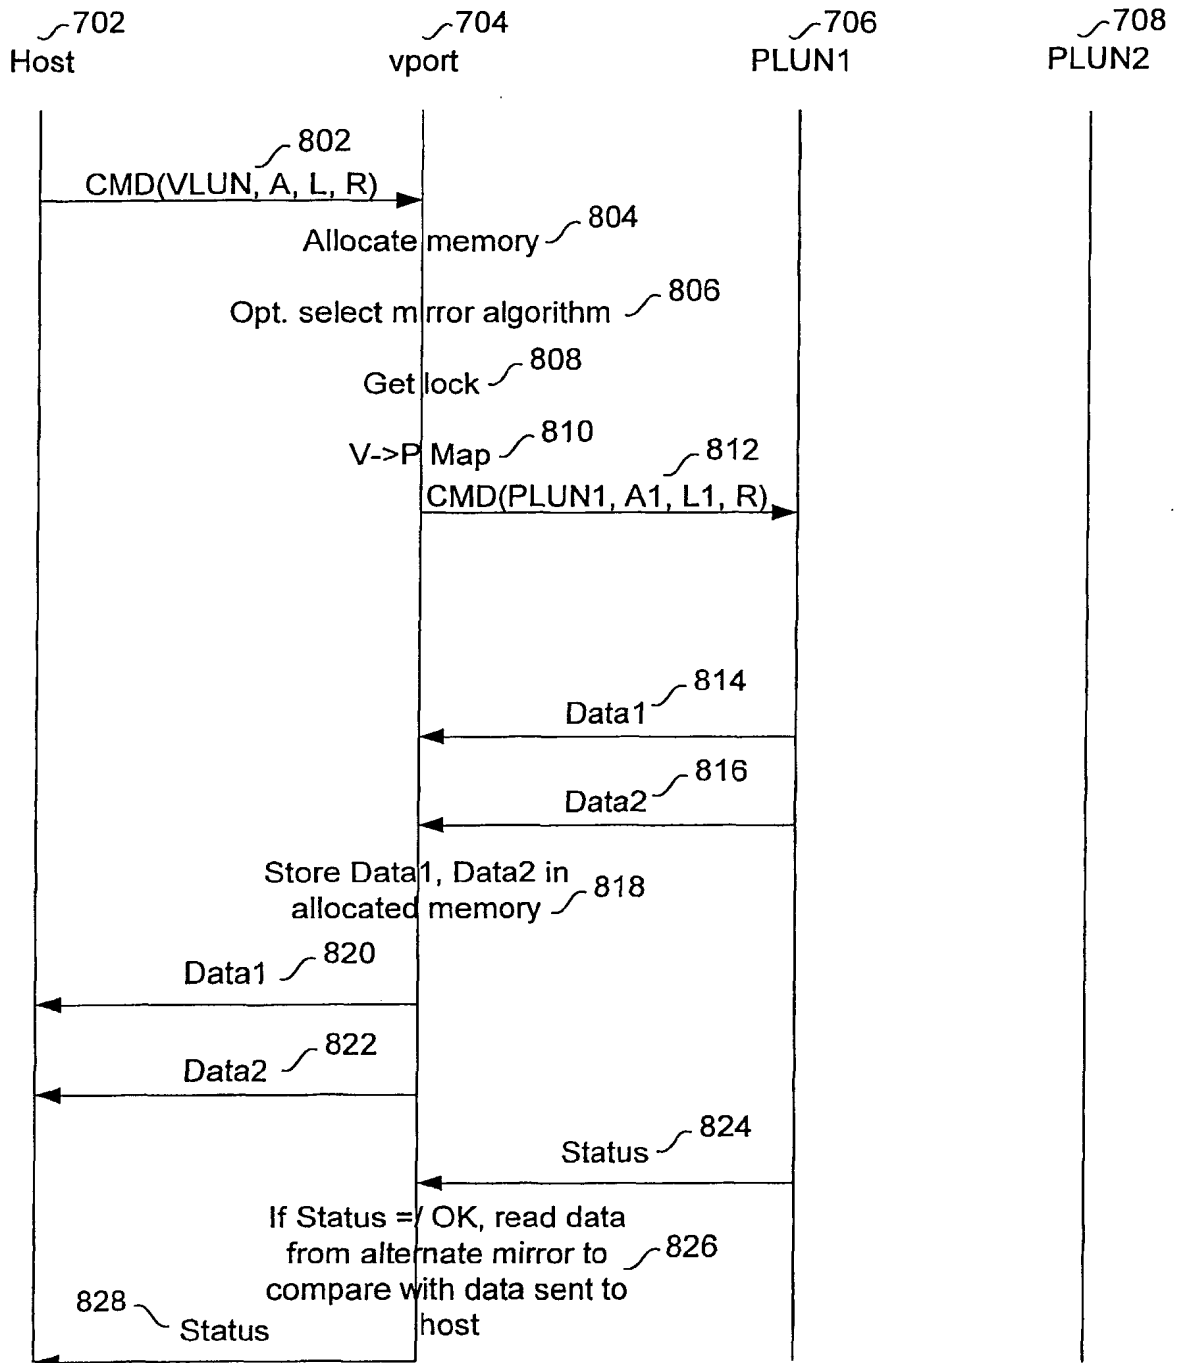 702
704
706
708
Host
vport
PLUN1
PLUN2
802
CMD(VLUN, A, L, R)
804
Allocate memory
806
Opt. select mirror algorithm
808
Get lock
810
V->P Map
812
CMD(PLUN1, A1, L1, R)
814
Data1
816
Data2
Store Data1, Data2 in
allocated memory
818
820
Data1
822
Data2
824
Status
If Status =/ OK, read data
from alternate mirror to
826
compare with data sent to
host
828
Status